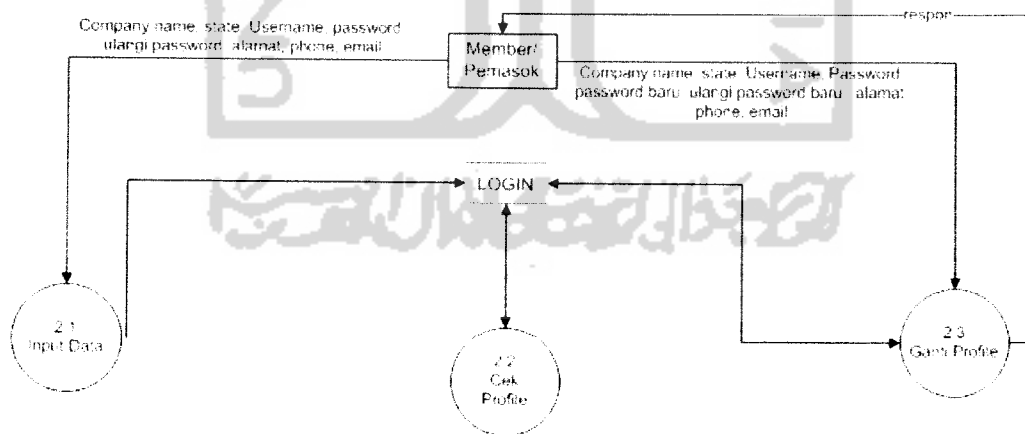 respon
Company name, state, Username, password
ulangi password, alamat, phone, email
Member/
Pemasok
Company name, state, Username, Password
password baru, ulangi password baru, alamat
phone, email
LOGIN
2.1
Input Data
2.2
Cek
Profile
2.3
Ganti Profile